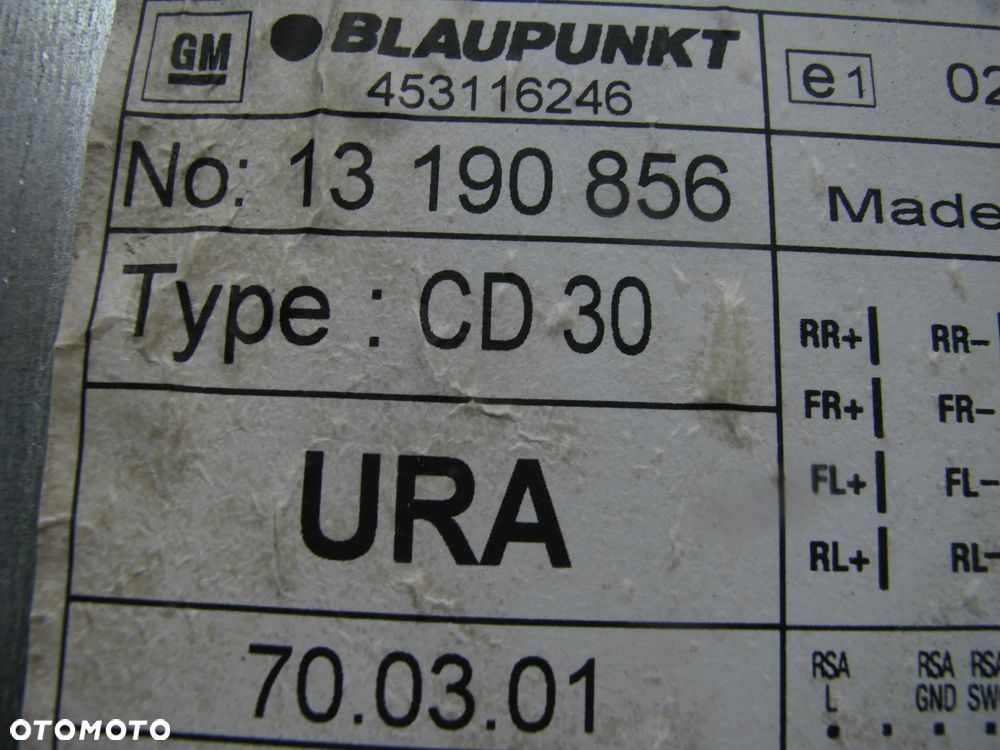 GM BLAUPUNKT
453116246
e1 02
No: 13 190 856
Made
Type : CD 30
RR+ RR-
FR+ FR-
URA
FL+ FL-
RL+ RL-
70.03.01
RSA RSA RSA
L GND SW
OTOMOTO